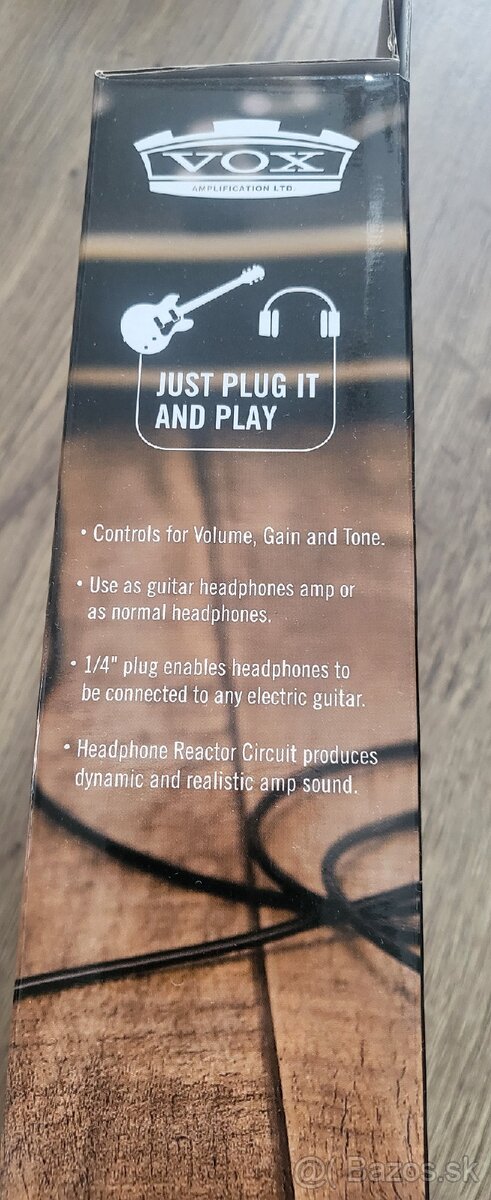 VOX
AMPLIFICATION LTD.
JUST PLUG IT
AND PLAY
• Controls for Volume, Gain and Tone.
• Use as guitar headphones amp or
as normal headphones.
• 1/4" plug enables headphones to
be connected to any electric guitar.
• Headphone Reactor Circuit produces
dynamic and realistic amp sound.
Bazos.sk